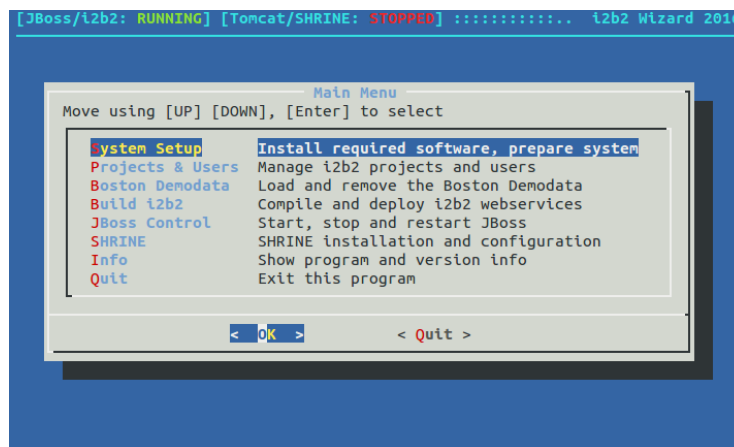 [JBoss/i2b2: RUNNING] [Tomcat/SHRINE: STOPPED] :::::::::::.. i2b2 Wizard
Main Menu
Move using [UP] [DOWN], [Enter] to select
System Setup Install required software, prepare system
Projects & Users Manage i2b2 projects and users
Boston Demodata Load and remove the Boston Demodata
Build i2b2 Compile and deploy i2b2 webservices
JBoss Control Start, stop and restart JBoss
SHRINE SHRINE installation and configuration
Info Show program and version info
Quit Exit this program
< OK > < Quit >